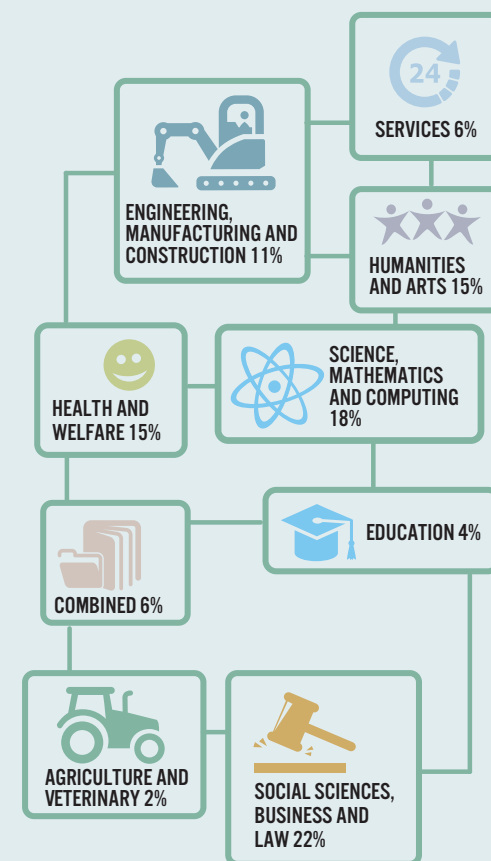 24
SERVICES 6%
ENGINEERING,
MANUFACTURING AND
CONSTRUCTION 11%
HUMANITIES
AND ARTS 15%
SCIENCE,
MATHEMATICS
AND COMPUTING
18%
HEALTH AND
WELFARE 15%
EDUCATION 4%
COMBINED 6%
AGRICULTURE AND
VETERINARY 2%
SOCIAL SCIENCES,
BUSINESS AND
LAW 22%